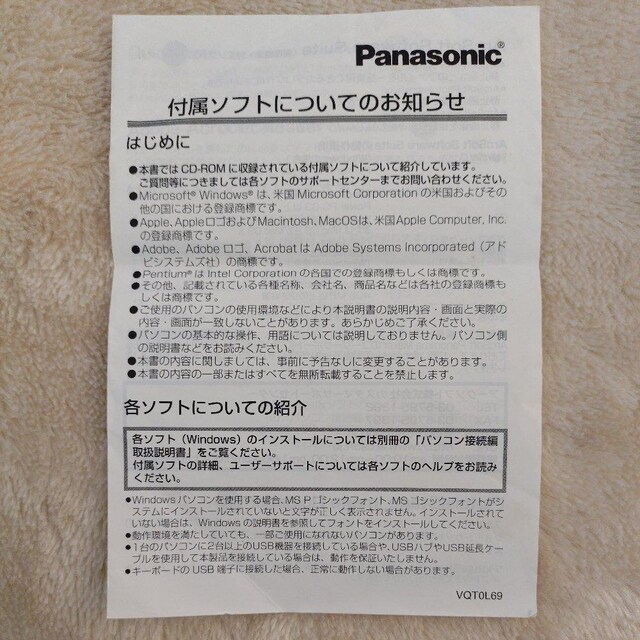 Panasonic®
付属ソフトについてのお知らせ
はじめに
●本書では CD-ROM に収録されている付属ソフトについて紹介しています。
ご質問等につきましては各ソフトのサポートセンターまでお問い合わせください。
●Microsoft® Windows® は、米国 Microsoft Corporation の米国およびその
他の国における登録商標です。
●Apple、AppleロゴおよびMacintosh、MacOSは、米国Apple Computer, Inc.
の登録商標です。
●Adobe、Adobe ロゴ、Acrobat は Adobe Systems Incorporated（アド
ビシステムズ社）の商標です。
●Pentium® は Intel Corporation の各国での登録商標もしくは商標です。
●その他、記載されている各種名称、会社名、商品名などは各社の登録商標も
しくは商標です。
●ご使用のパソコンの使用環境などにより本説明書の説明内容・画面と実際の
内容・画面が一致しないことがあります。あらかじめご了承ください。
●パソコンの基本的な操作、用語については説明しておりません。パソコン側
の説明書などをお読みください。
●本書の内容に関しましては、事前に予告なしに変更することがあります。
●本書の内容の一部またはすべてを無断転載することを禁止します。
各ソフトについての紹介
各ソフト（Windows）のインストールについては別冊の「パソコン接続編
取扱説明書」をご覧ください。
付属ソフトの詳細、ユーザーサポートについては各ソフトのヘルプをお読み
ください。
●Windows パソコンを使用する場合、MS P ゴシックフォント、MS ゴシックフォントがシ
ステムにインストールされていないと文字が正しく表示されません。インストールされて
いない場合は、Windows の説明書を参照してフォントをインストールしてください。
●動作環境を満たしていても、一部ご使用になれないパソコンがあります。
●1台のパソコンに2台以上のUSB機器を接続している場合や、USBハブやUSB延長ケー
ブルを使用して本製品を接続している場合は、動作を保証いたしません。
●キーボードの USB 端子に接続した場合、正常に動作しない場合があります。
VQT0L69